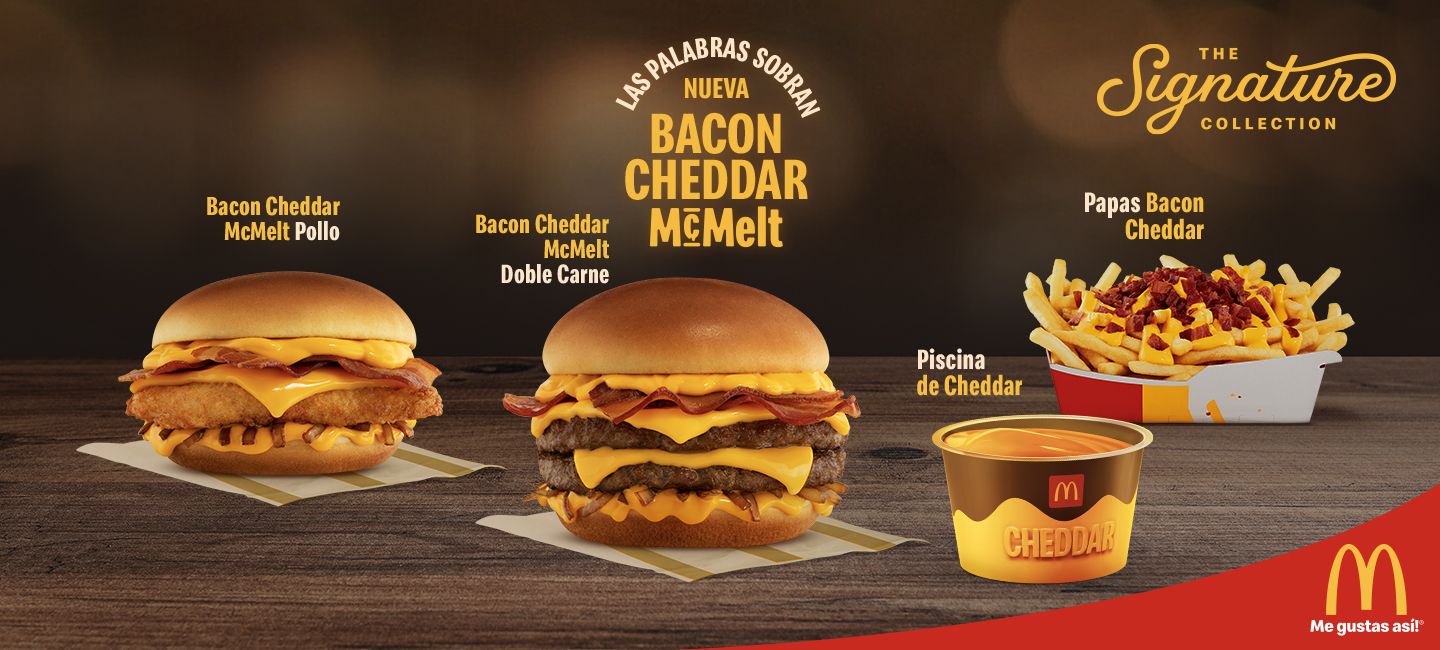 LAS PALABRAS SOBRAN
NUEVA
BACON
CHEDDAR
McMelt
THE
Signature
COLLECTION
Bacon Cheddar
McMelt Pollo
Bacon Cheddar
McMelt
Doble Carne
Papas Bacon
Cheddar
Piscina
de Cheddar
CHEDDAR
Me gustas así!®